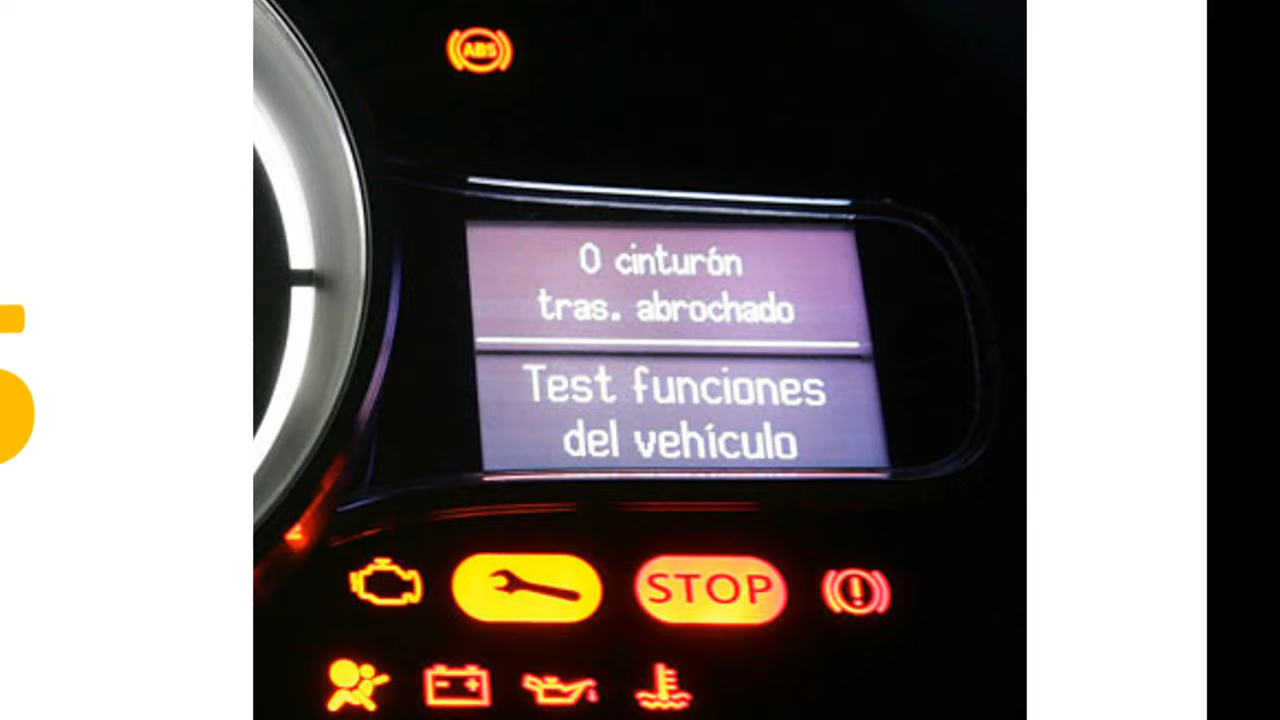 ABS
0 cinturón
tras. abrochado
Test funciones
del vehículo
STOP